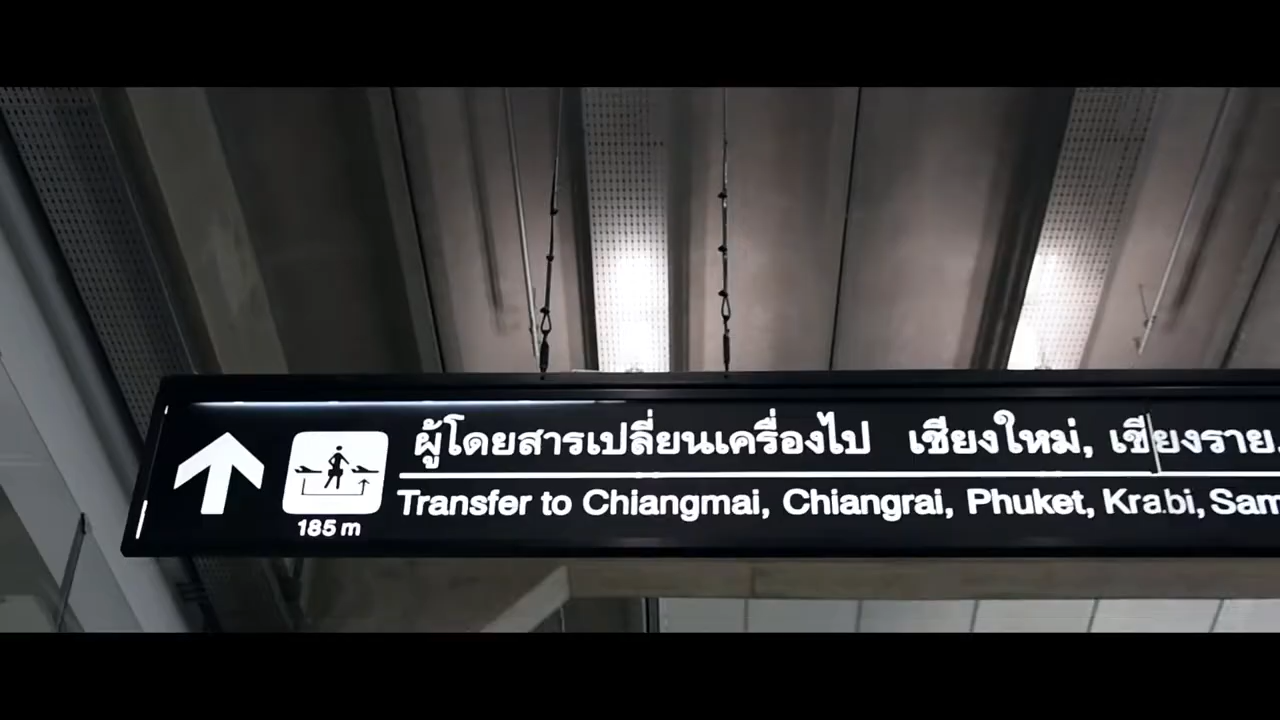 ผู้โดยสารเปลี่ยนเครื่องไป เชียงใหม่, เชียงราย
Transfer to Chiangmai, Chiangrai, Phuket, Krabi, Sam
185 m